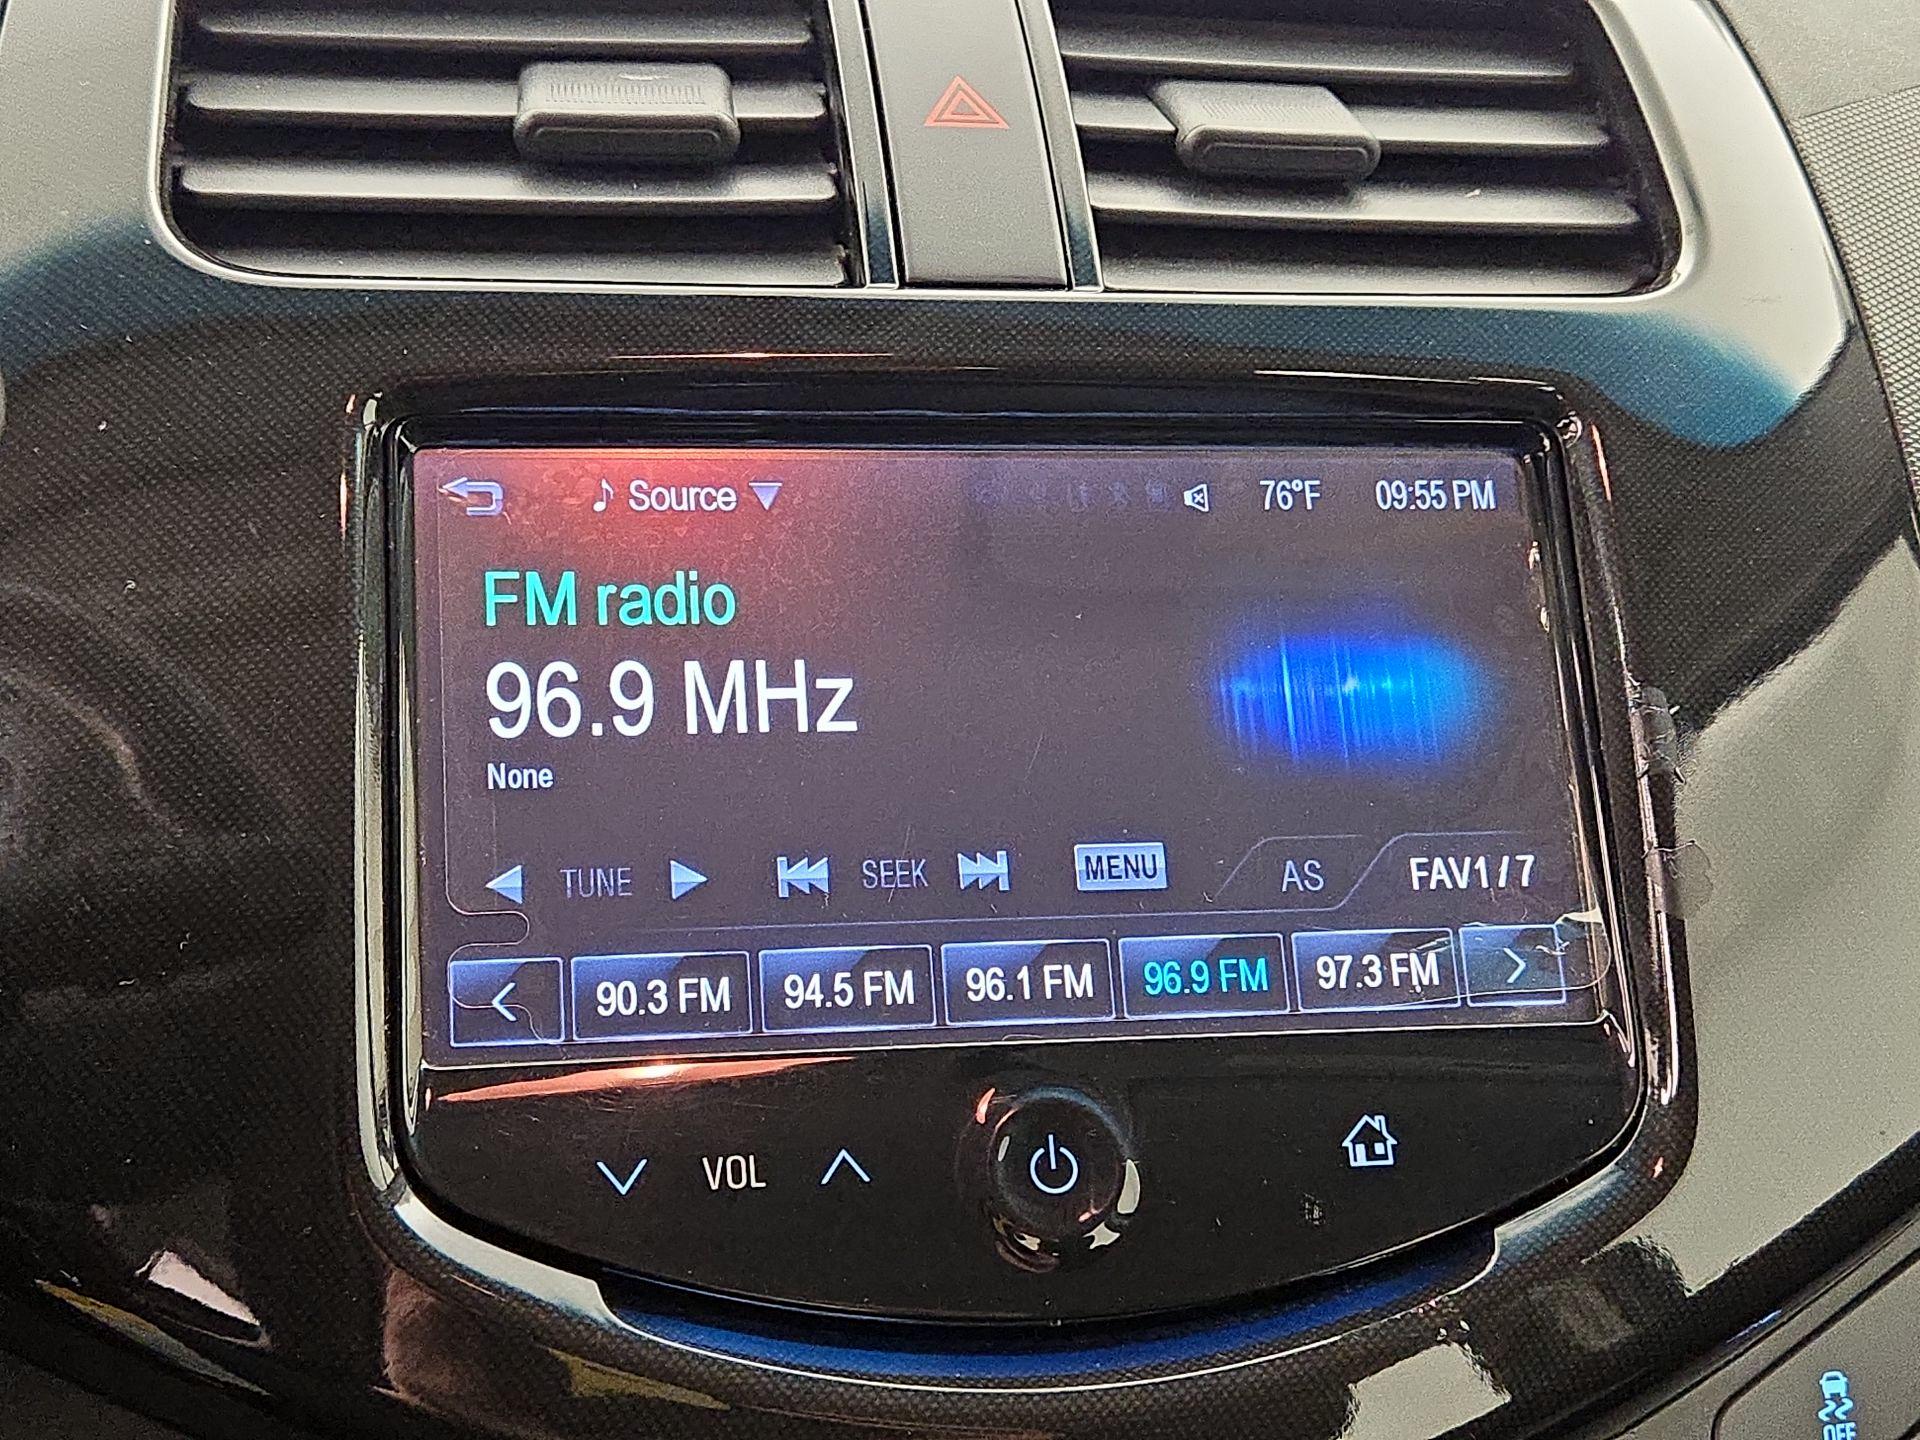 Source 76°F 09:55 PM
FM radio
96.9 MHz
None
TUNE SEEK MENU AS FAV1/7
90.3 FM 94.5 FM 96.1 FM 96.9 FM 97.3 FM
VOL
OFF